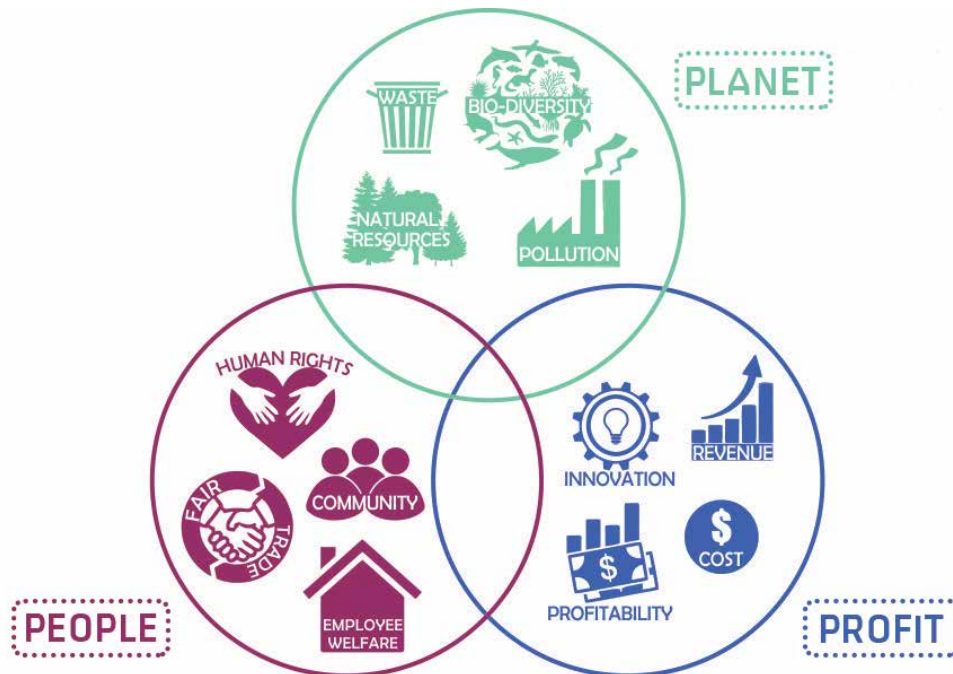 PLANET
WASTE
BIO-DIVERSITY
NATURAL
RESOURCES
POLLUTION
HUMAN RIGHTS
COMMUNITY
FAIR
TRADE
EMPLOYEE
WELFARE
PEOPLE
INNOVATION
REVENUE
$
COST
$
PROFITABILITY
PROFIT